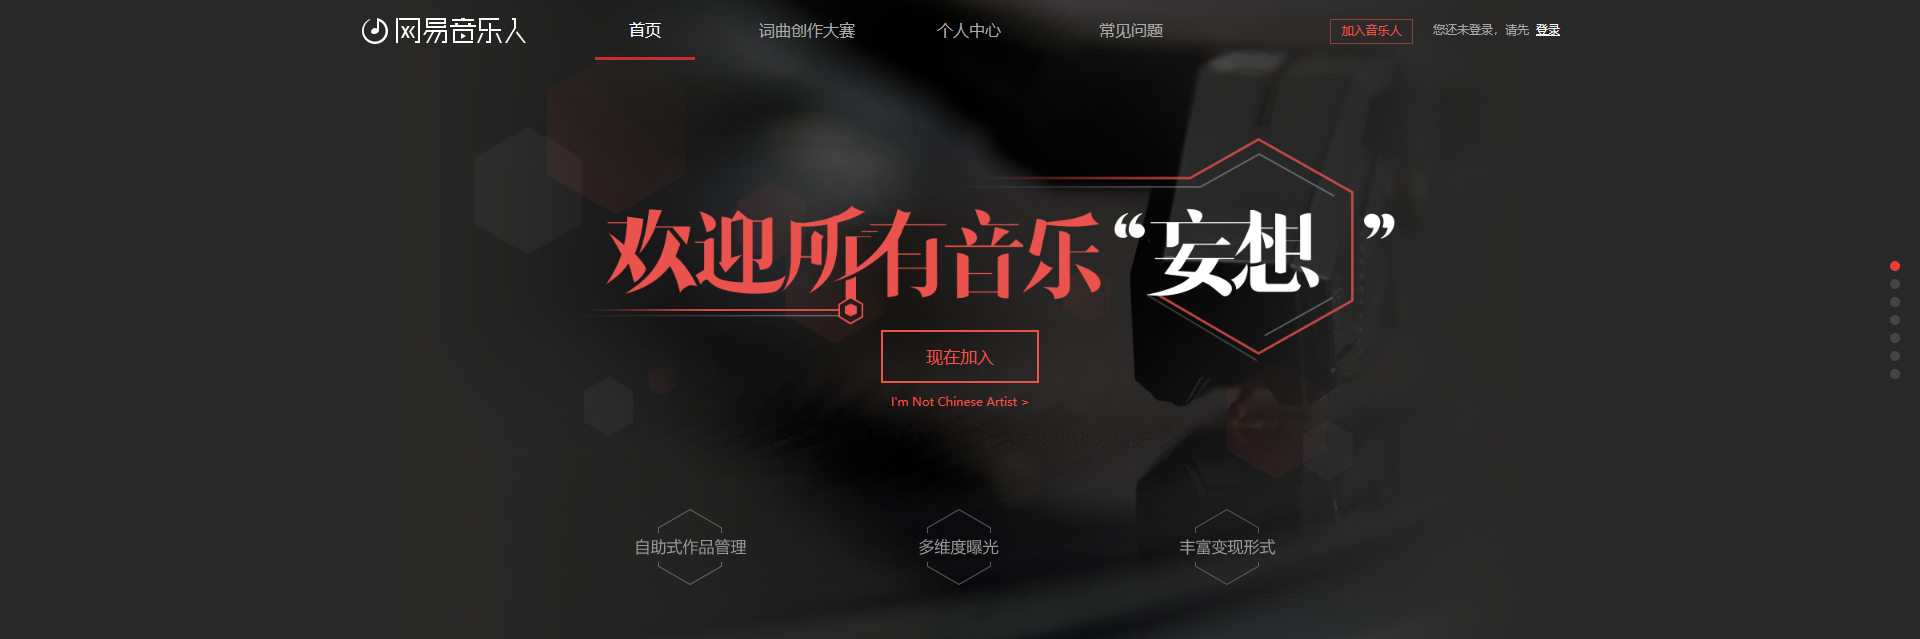 网易音乐人
首页
词曲创作大赛
个人中心
常见问题
加入音乐人
您还未登录，请先 登录
欢迎所有音乐“妄想”
现在加入
I'm Not Chinese Artist >
自助式作品管理
多维度曝光
丰富变现形式